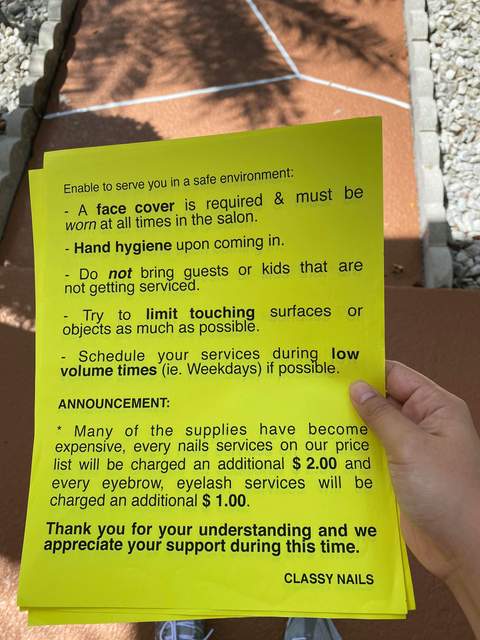 Enable to serve you in a safe environment:
- A face cover is required & must be
worn at all times in the salon.
- Hand hygiene upon coming in.
- Do not bring guests or kids that are
not getting serviced.
- Try to limit touching surfaces or
objects as much as possible.
- Schedule your services during low
volume times (ie. Weekdays) if possible.
ANNOUNCEMENT:
* Many of the supplies have become
expensive, every nails services on our price
list will be charged an additional $ 2.00 and
every eyebrow, eyelash services will be
charged an additional $ 1.00.
Thank you for your understanding and we
appreciate your support during this time.
CLASSY NAILS